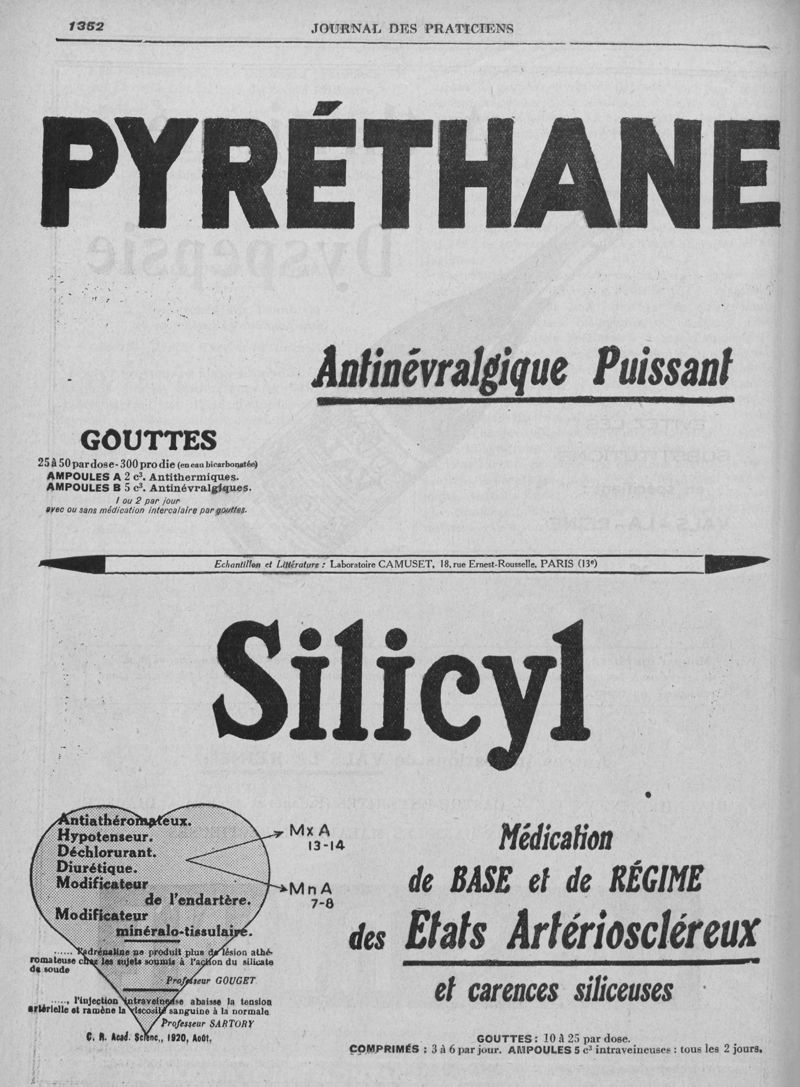 1352
JOURNAL DES PRATICIENS
PYRÉTHANE
Antinévralgique Puissant
GOUTTES
25 à 50 par dose - 300 pro die (en eau bicarbonatée)
AMPOULES A 2 c³. Antithermiques.
AMPOULES B 5 c³. Antinévralgiques.
1 ou 2 par jour
avec ou sans médication intercalaire par gouttes.
Echantillon et Littérature : Laboratoire CAMUSET, 18, rue Ernest-Rousselle, PARIS (13ᵉ)
Silicyl
Antiathéromateux.
Hypotenseur.
Déchlorurant.
Diurétique.
Modificateur
de l'endartère.
Modificateur
minéralo-tissulaire.
MxA
13-14
MnA
7-8
..... l'adrénaline ne produit plus de lésion athé-
romateuse chez les sujets soumis à l'action du silicate
de soude
Professeur GOUGET
....., l'injection intraveineuse abaisse la tension
artérielle et ramène la viscosité sanguine à la normale
Professeur SARTORY
C. R. Acad. Scienc., 1920, Août.
Médication
de BASE et de RÉGIME
des Etats Artérioscléreux
et carences siliceuses
GOUTTES : 10 à 25 par dose.
COMPRIMÉS : 3 à 6 par jour. AMPOULES 5 c³ intraveineuses : tous les 2 jours.